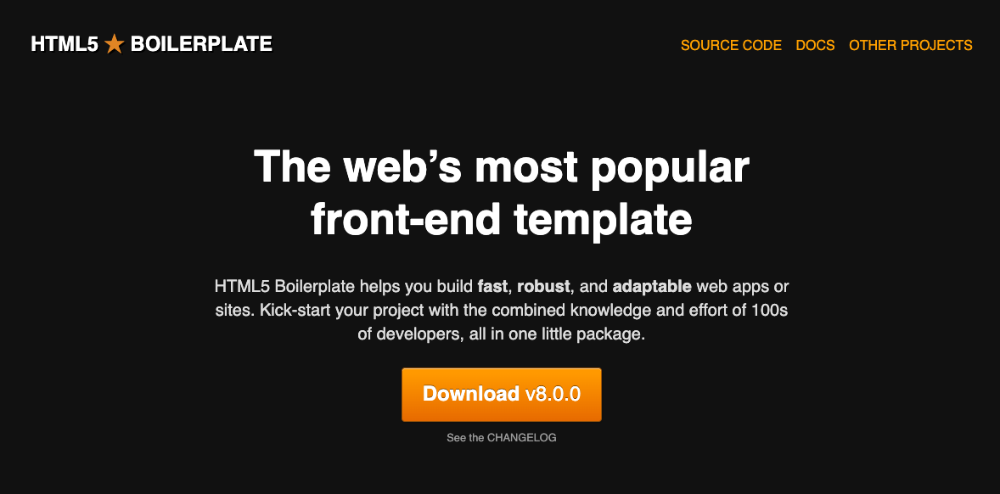 HTML5 ★ BOILERPLATE
SOURCE CODE DOCS OTHER PROJECTS
The web’s most popular
front-end template
HTML5 Boilerplate helps you build fast, robust, and adaptable web apps or
sites. Kick-start your project with the combined knowledge and effort of 100s
of developers, all in one little package.
Download v8.0.0
See the CHANGELOG